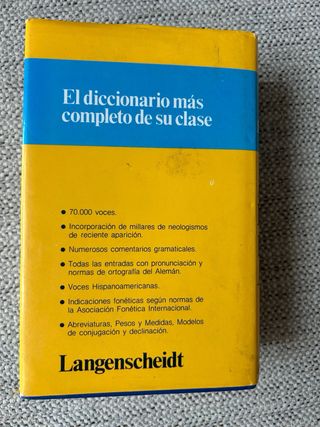 El diccionario más
completo de su clase
● 70.000 voces.
● Incorporación de millares de neologismos
de reciente aparición.
● Numerosos comentarios gramaticales.
● Todas las entradas con pronunciación y
normas de ortografía del Alemán.
● Voces Hispanoamericanas.
● Indicaciones fonéticas según normas de
la Asociación Fonética Internacional.
● Abreviaturas, Pesos y Medidas, Modelos
de conjugación y declinación.
Langenscheidt